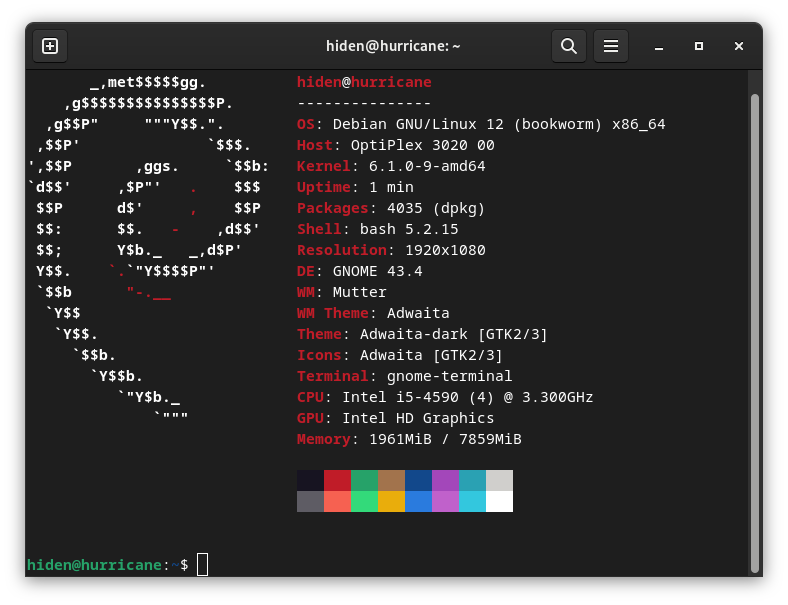 hiden@hurricane: ~
       _,met$$$$$gg.          hiden@hurricane
    ,g$$$$$$$$$$$$$$$P.       ---------------
  ,g$$P"     """Y$$.".        OS: Debian GNU/Linux 12 (bookworm) x86_64
 ,$$P'              `$$$.     Host: OptiPlex 3020 00
',$$P       ,ggs.     `$$b:   Kernel: 6.1.0-9-amd64
`d$$'     ,$P"'   .    $$$    Uptime: 1 min
 $$P      d$'     ,    $$P    Packages: 4035 (dpkg)
 $$:      $$.   -    ,d$$'    Shell: bash 5.2.15
 $$;      Y$b._   _,d$P'      Resolution: 1920x1080
 Y$$.    `.`"Y$$$$P"'         DE: GNOME 43.4
 `$$b      "-.__              WM: Mutter
  `Y$$                        WM Theme: Adwaita
   `Y$$.                      Theme: Adwaita-dark [GTK2/3]
     `$$b.                    Icons: Adwaita [GTK2/3]
       `Y$$b.                 Terminal: gnome-terminal
          `"Y$b._             CPU: Intel i5-4590 (4) @ 3.300GHz
              `"""            GPU: Intel HD Graphics
                              Memory: 1961MiB / 7859MiB
hiden@hurricane:~$